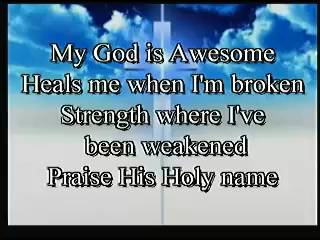 My God is Awesome
Heals me when I'm broken
Strength where I've
been weakened
Praise His Holy name